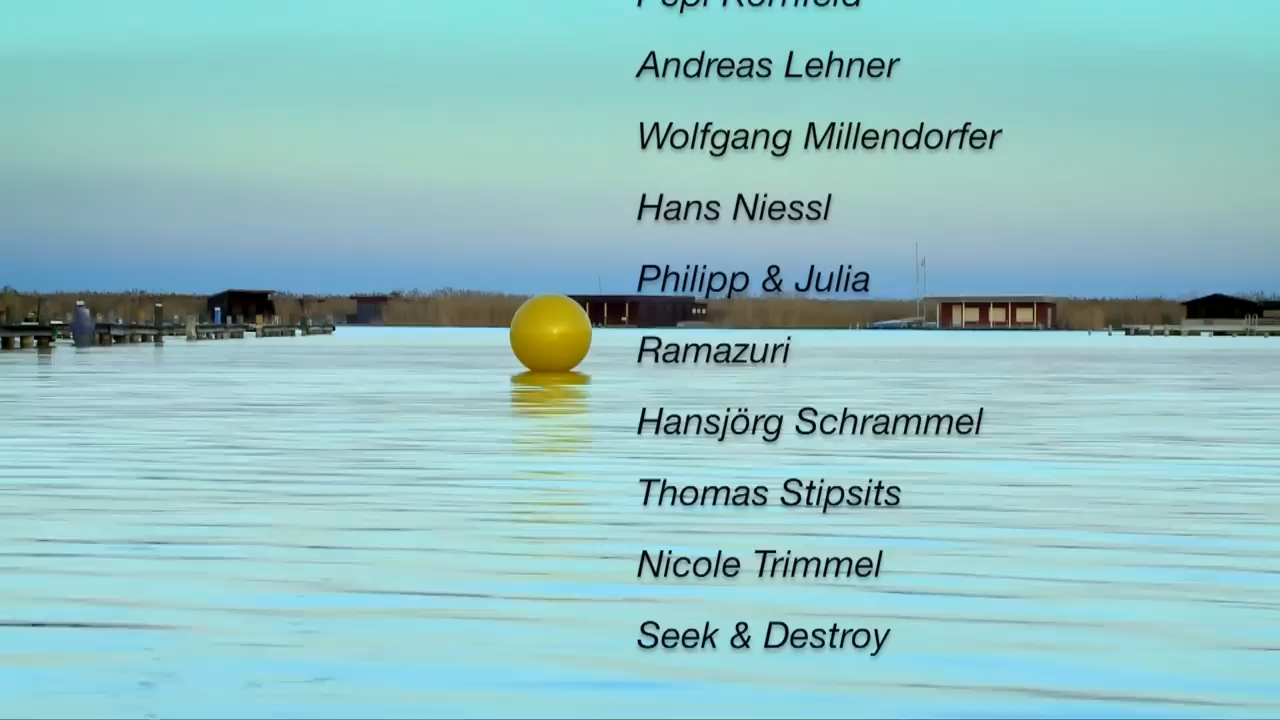 Andreas Lehner
Wolfgang Millendorfer
Hans Niessl
Philipp & Julia
Ramazuri
Hansjörg Schrammel
Thomas Stipsits
Nicole Trimmel
Seek & Destroy